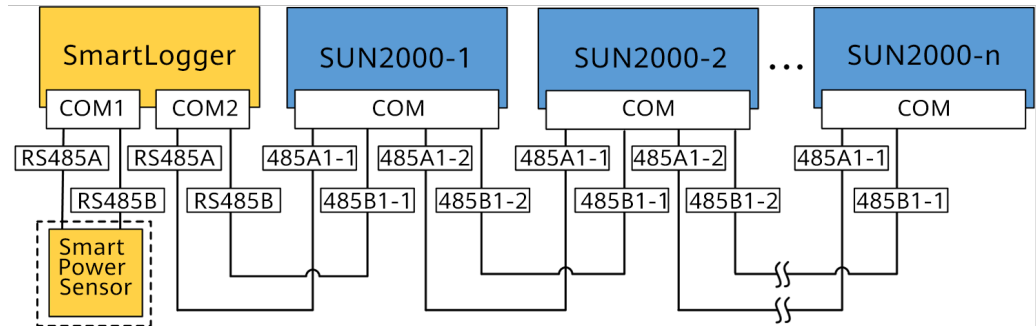 SmartLogger
SUN2000-1
SUN2000-2
...
SUN2000-n
COM1
COM2
COM
COM
COM
RS485A
RS485A
485A1-1
485A1-2
485A1-1
485A1-2
485A1-1
RS485B
RS485B
485B1-1
485B1-2
485B1-1
485B1-2
485B1-1
Smart
Power
Sensor